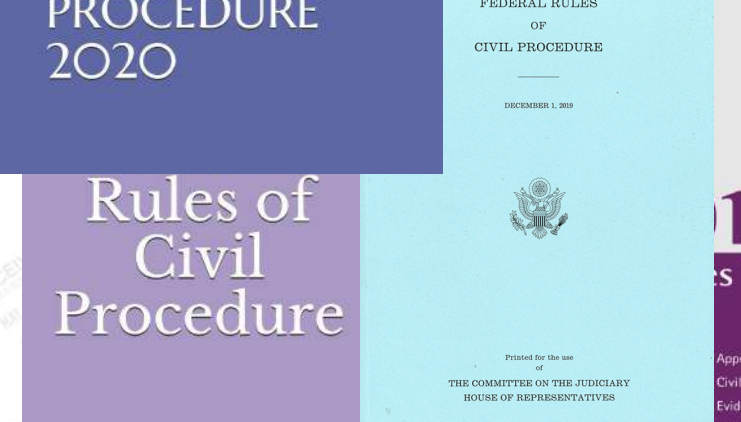 PROCEDURE
2020
Rules of
Civil
Procedure
FEDERAL RULES
OF
CIVIL PROCEDURE
DECEMBER 1, 2019
Printed for the use
of
THE COMMITTEE ON THE JUDICIARY
HOUSE OF REPRESENTATIVES